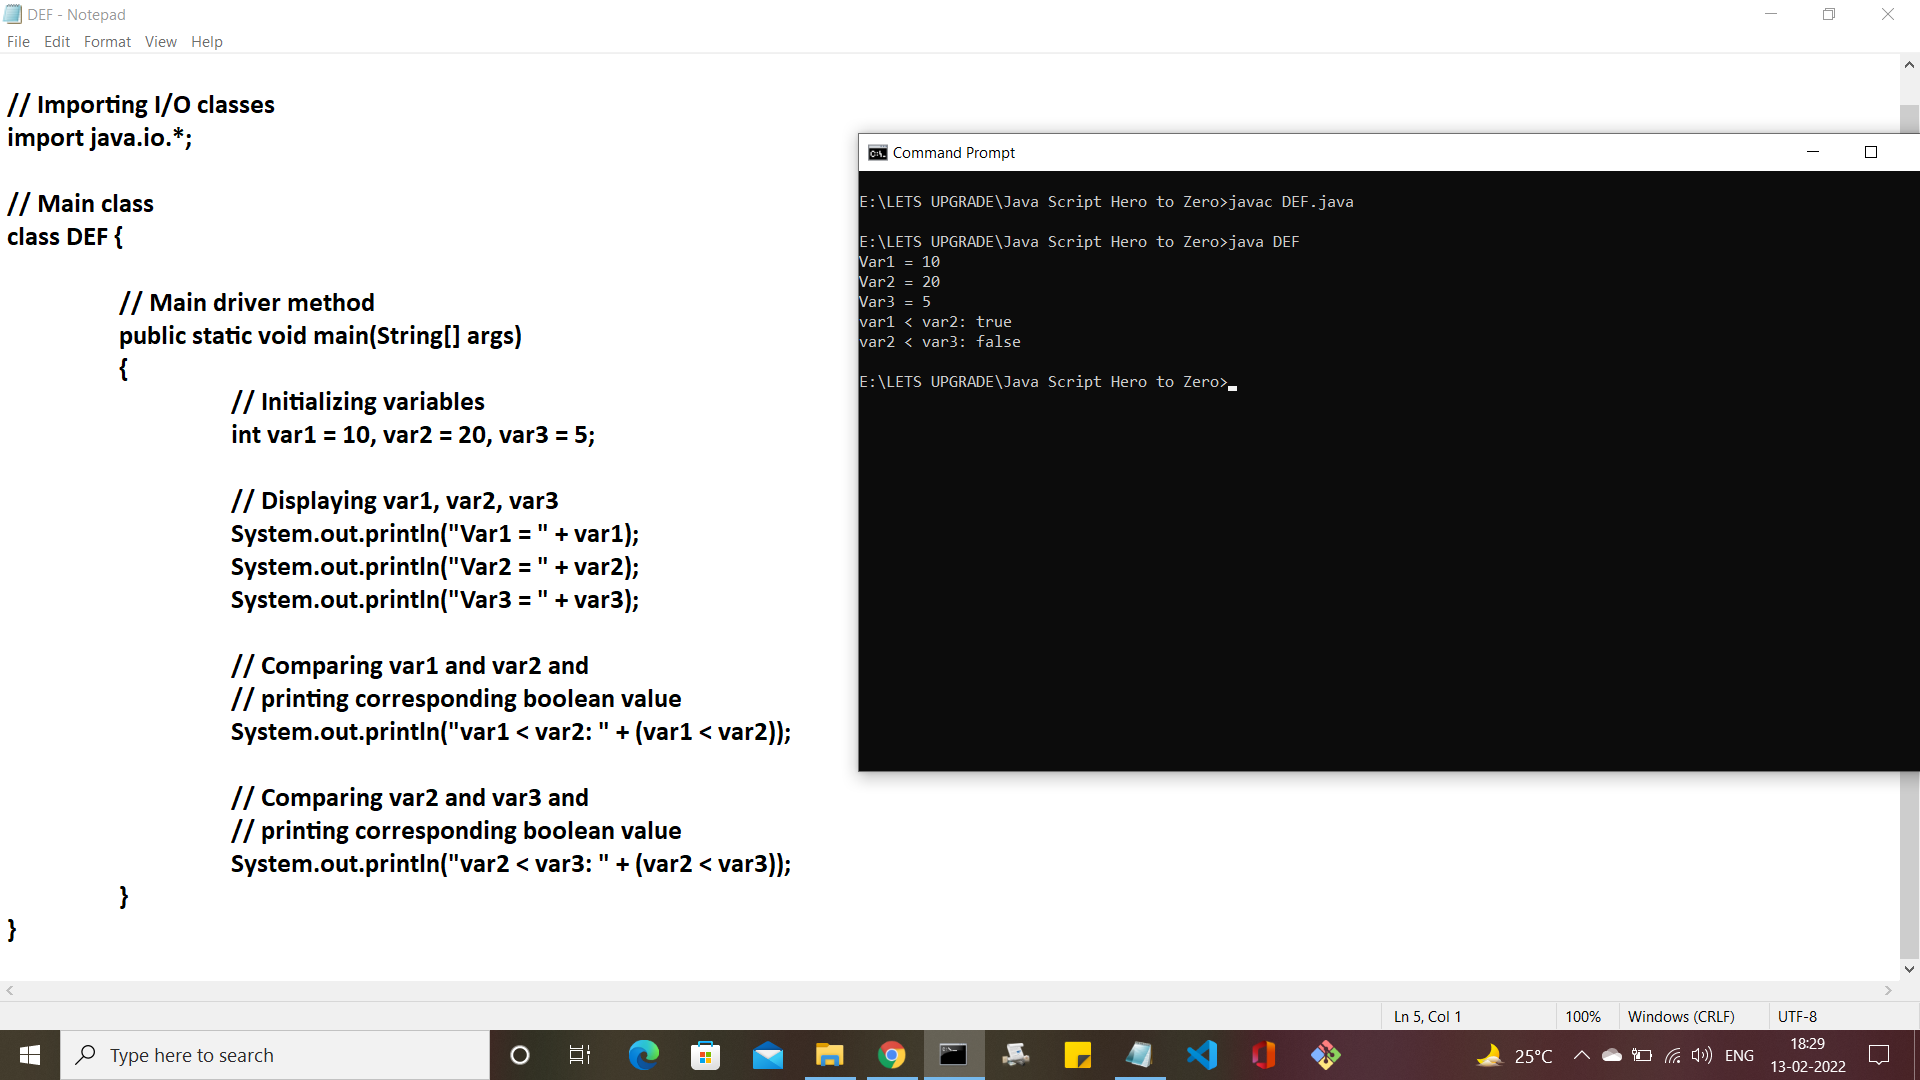 DEF - Notepad
File Edit Format View Help
// Importing I/O classes
import java.io.*;
// Main class
class DEF {
// Main driver method
public static void main(String[] args)
{
// Initializing variables
int var1 = 10, var2 = 20, var3 = 5;
// Displaying var1, var2, var3
System.out.println("Var1 = " + var1);
System.out.println("Var2 = " + var2);
System.out.println("Var3 = " + var3);
// Comparing var1 and var2 and
// printing corresponding boolean value
System.out.println("var1 < var2: " + (var1 < var2));
// Comparing var2 and var3 and
// printing corresponding boolean value
System.out.println("var2 < var3: " + (var2 < var3));
}
}
Command Prompt
E:\LETS UPGRADE\Java Script Hero to Zero>javac DEF.java
E:\LETS UPGRADE\Java Script Hero to Zero>java DEF
Var1 = 10
Var2 = 20
Var3 = 5
var1 < var2: true
var2 < var3: false
E:\LETS UPGRADE\Java Script Hero to Zero>
Ln 5, Col 1 100% Windows (CRLF) UTF-8
Type here to search
25°C
ENG
18:29
13-02-2022